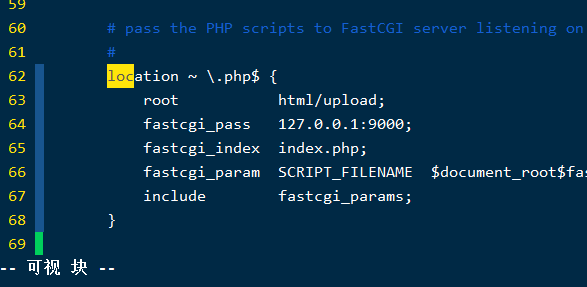 59
60 # pass the PHP scripts to FastCGI server listening on
61 #
62 location ~ \.php$ {
63 root html/upload;
64 fastcgi_pass 127.0.0.1:9000;
65 fastcgi_index index.php;
66 fastcgi_param SCRIPT_FILENAME $document_root$fas
67 include fastcgi_params;
68 }
69
-- 可视 块 --